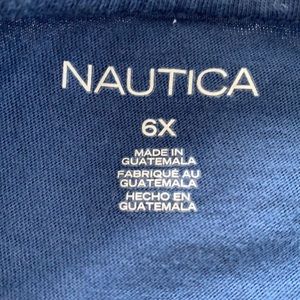 NAUTICA
6X
MADE IN
GUATEMALA
FABRIQUÉ AU
GUATEMALA
HECHO EN
GUATEMALA